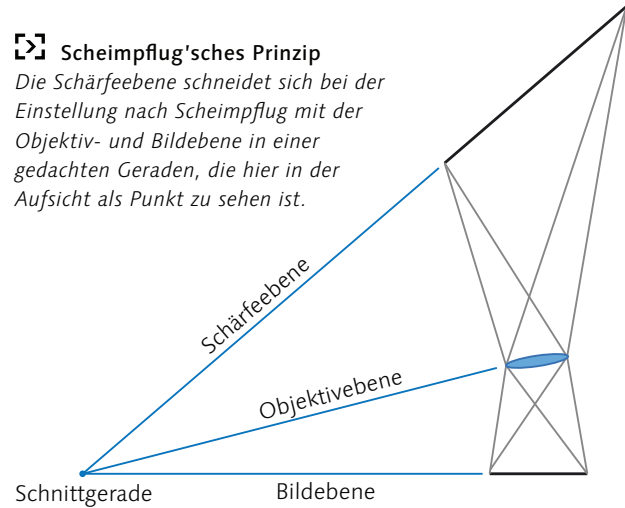 Scheimpflug'sches Prinzip
Die Schärfeebene schneidet sich bei der
Einstellung nach Scheimpflug mit der
Objektiv- und Bildebene in einer
gedachten Geraden, die hier in der
Aufsicht als Punkt zu sehen ist.
Schärfeebene
Objektivebene
Schnittgerade
Bildebene